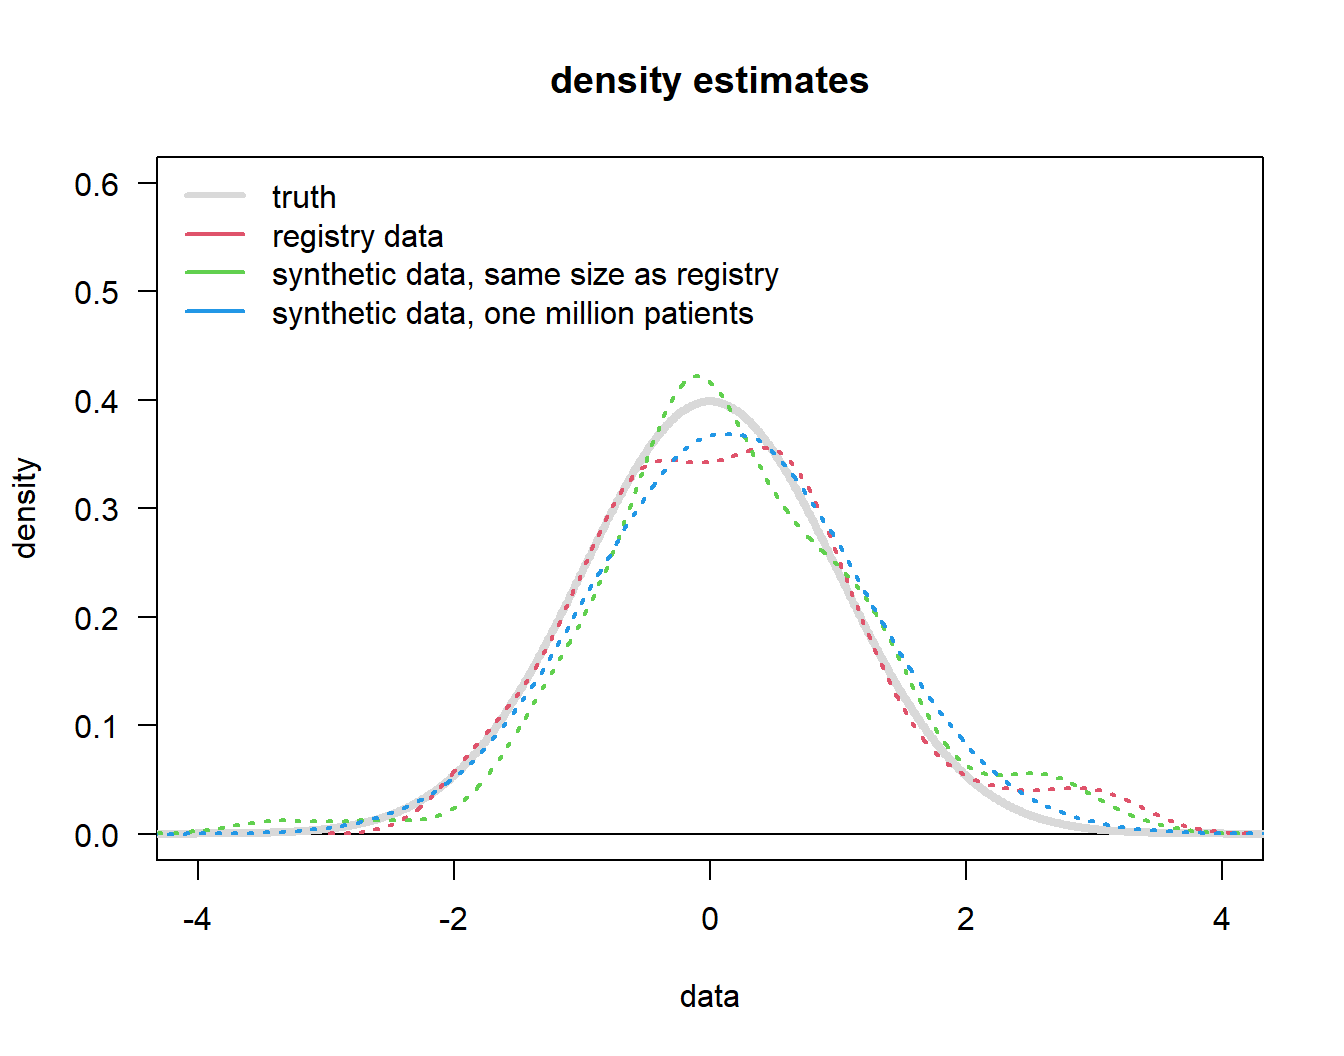 density estimates
truth
registry data
synthetic data, same size as registry
synthetic data, one million patients
0.6
0.5
0.4
0.3
0.2
0.1
0.0
density
-4
-2
0
2
4
data